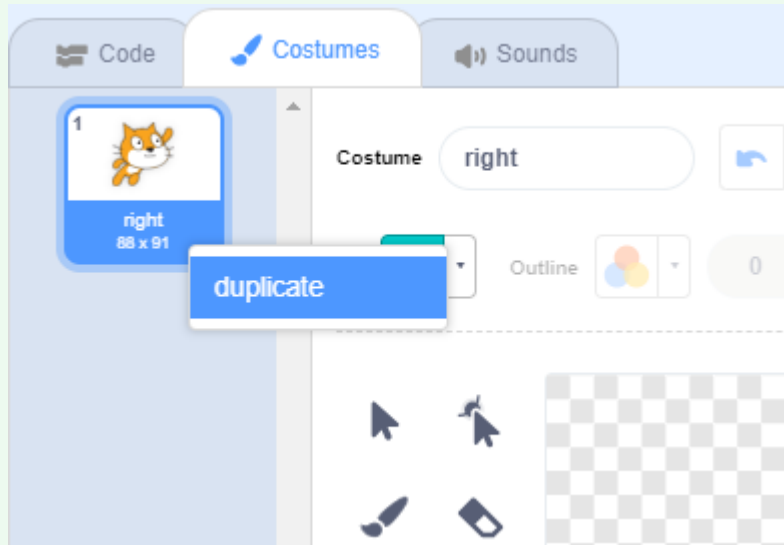 Code
Costumes
Sounds
1
right
88 x 91
duplicate
Costume
right
Outline
0